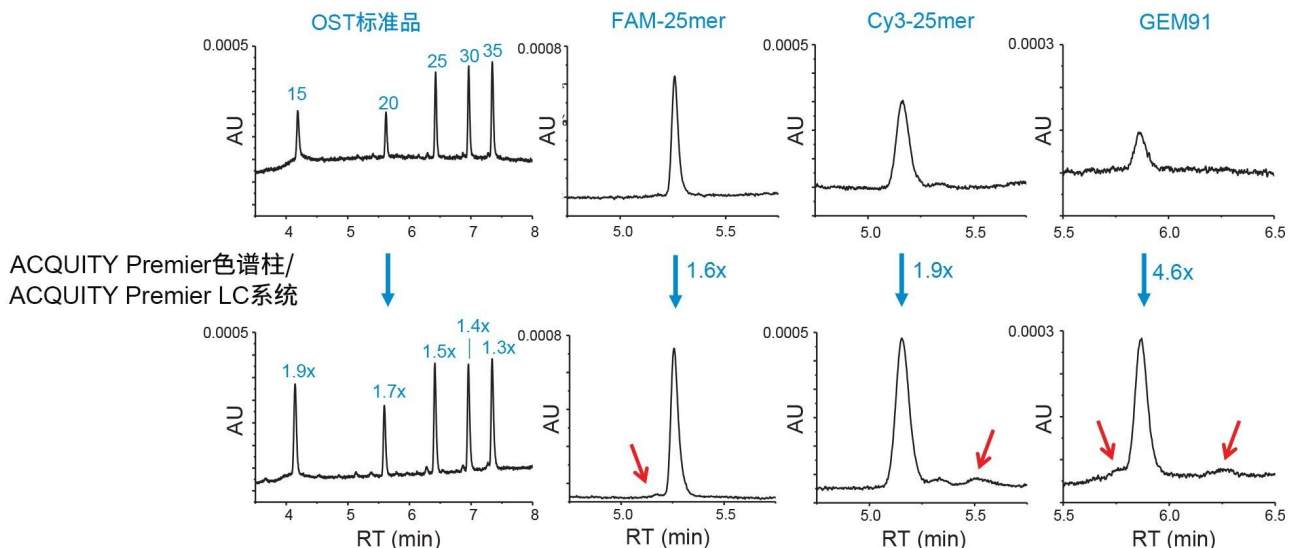 OST标准品
FAM-25mer
Cy3-25mer
GEM91
0.0005
15
20
25
30
35
AU
4
5
6
7
8
0.0008
AU
5.0
5.5
0.0005
AU
5.0
5.5
0.0003
AU
5.5
6.0
6.5
ACQUITY Premier色谱柱/
ACQUITY Premier LC系统
1.6x
1.9x
4.6x
0.0005
1.9x
1.7x
1.5x
1.4x
1.3x
AU
4
5
6
7
8
RT (min)
0.0008
AU
5.0
5.5
RT (min)
0.0005
AU
5.0
5.5
RT (min)
0.0003
AU
5.5
6.0
6.5
RT (min)